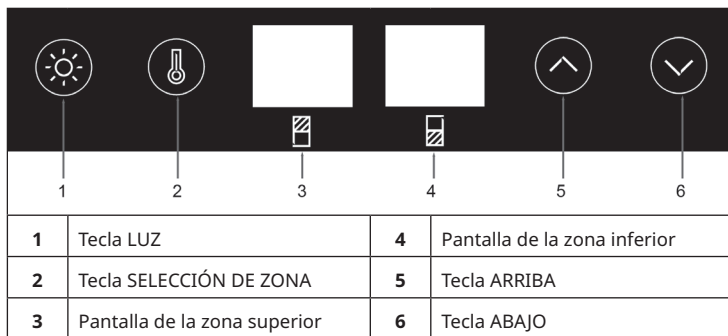 1 2 3 4 5 6
1 Tecla LUZ 4 Pantalla de la zona inferior
2 Tecla SELECCIÓN DE ZONA 5 Tecla ARRIBA
3 Pantalla de la zona superior 6 Tecla ABAJO